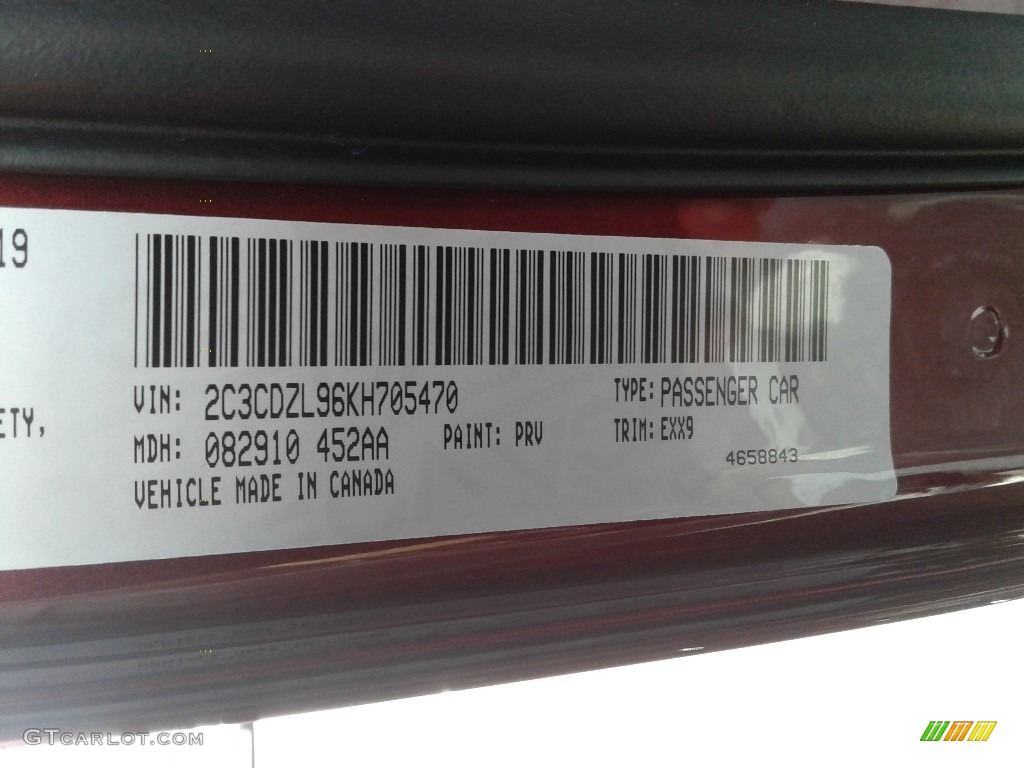 19
ETY,
VIN: 2C3CDZL96KH705470
TYPE: PASSENGER CAR
MDH: 082910 452AA
PAINT: PRV
TRIM: EXX9
4658843
VEHICLE MADE IN CANADA
GTCARLOT.COM